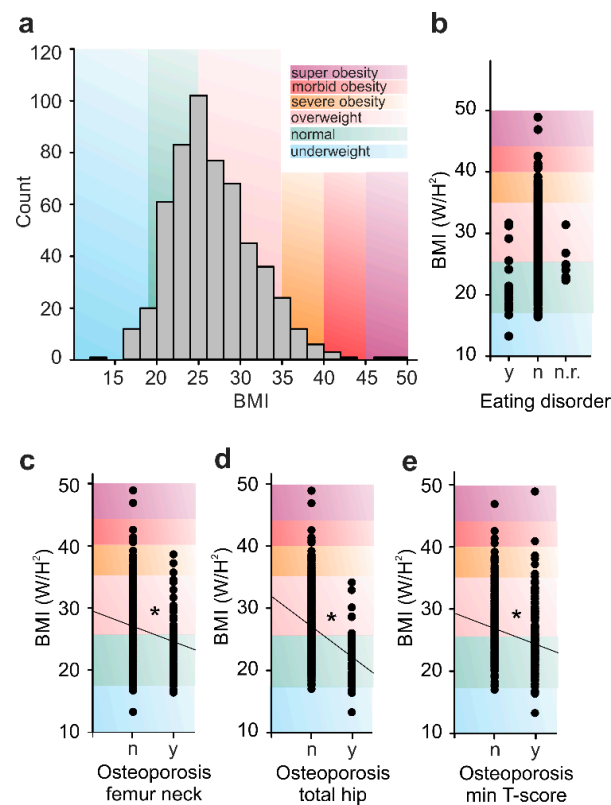 a
120
100
80
60
40
20
0
Count
15 20 25 30 35 40 45 50
BMI
super obesity
morbid obesity
severe obesity
overweight
normal
underweight
b
50
40
30
20
10
BMI (W/H²)
y n n.r.
Eating disorder
c
50
40
30
20
10
BMI (W/H²)
*
n y
Osteoporosis
femur neck
d
50
40
30
20
10
BMI (W/H²)
*
n y
Osteoporosis
total hip
e
50
40
30
20
10
BMI (W/H²)
*
n y
Osteoporosis
min T-score